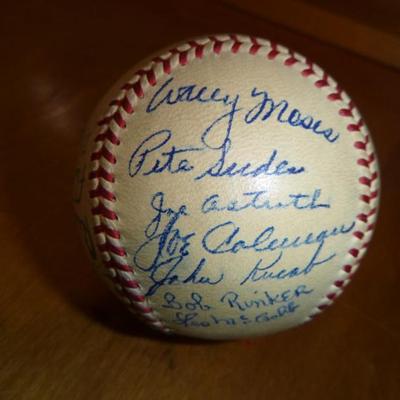 Wally Moses
Pete Suder
Joe Astroth
Joe Coleman
John Kucab
Bob Rinker